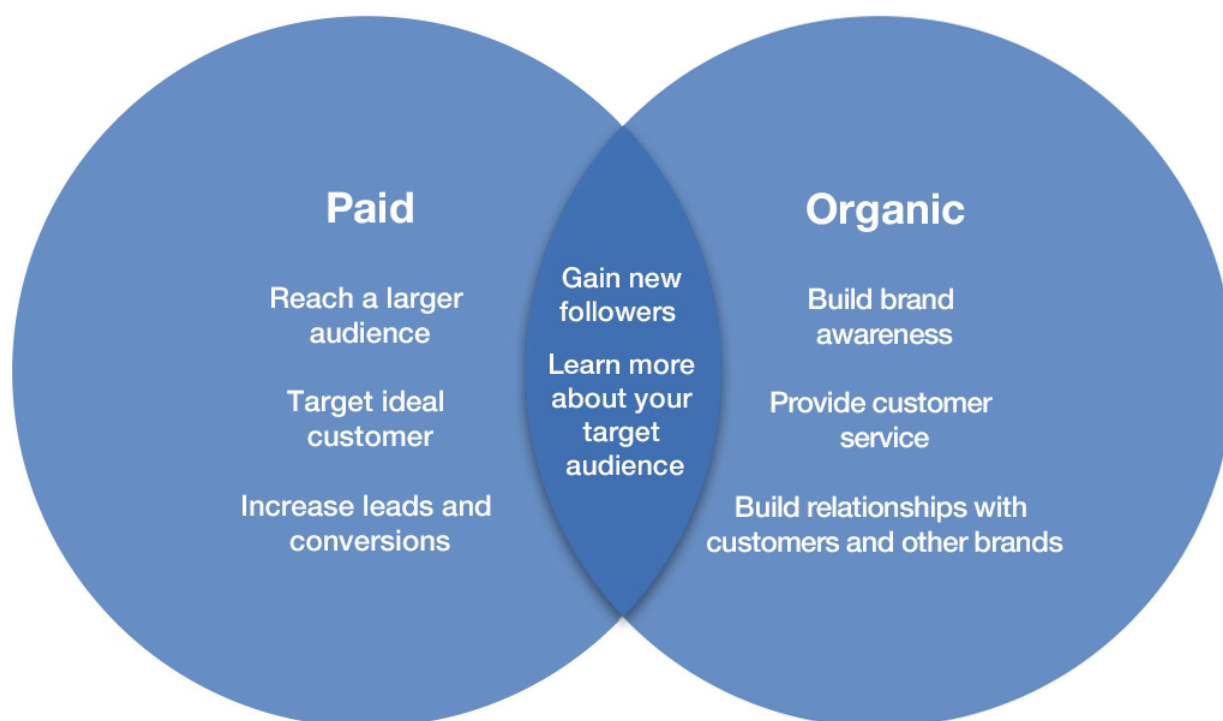 Paid
Reach a larger
audience
Target ideal
customer
Increase leads and
conversions
Gain new
followers
Learn more
about your
target
audience
Organic
Build brand
awareness
Provide customer
service
Build relationships with
customers and other brands